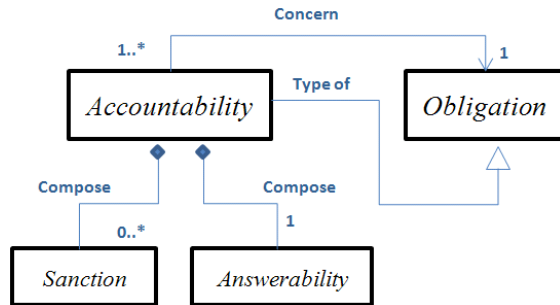 Concern
1..*
1
Type of
Accountability
Obligation
Compose
Compose
0..*
1
Sanction
Answerability